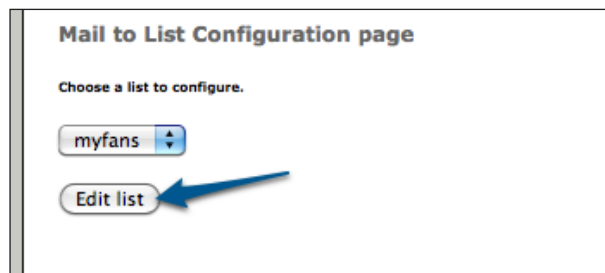 Mail to List Configuration page
Choose a list to configure.
myfans
Edit list